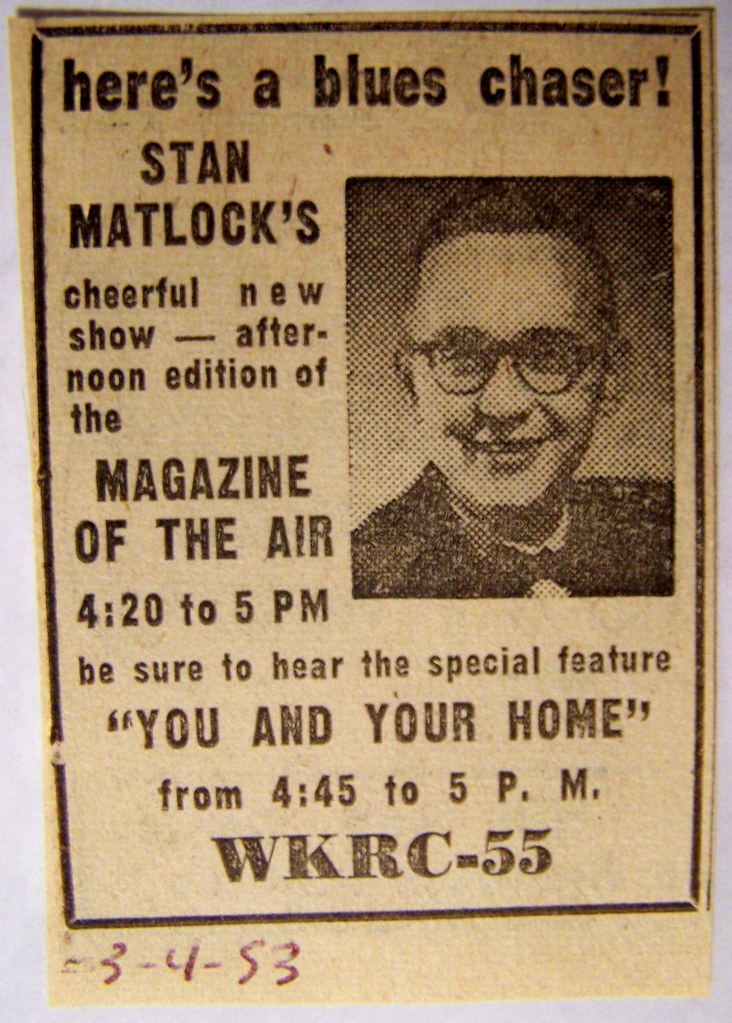 here's a blues chaser!
STAN
MATLOCK'S
cheerful new
show — after-
noon edition of
the
MAGAZINE
OF THE AIR
4:20 to 5 PM
be sure to hear the special feature
"YOU AND YOUR HOME"
from 4:45 to 5 P. M.
WKRC-55
3-4-53